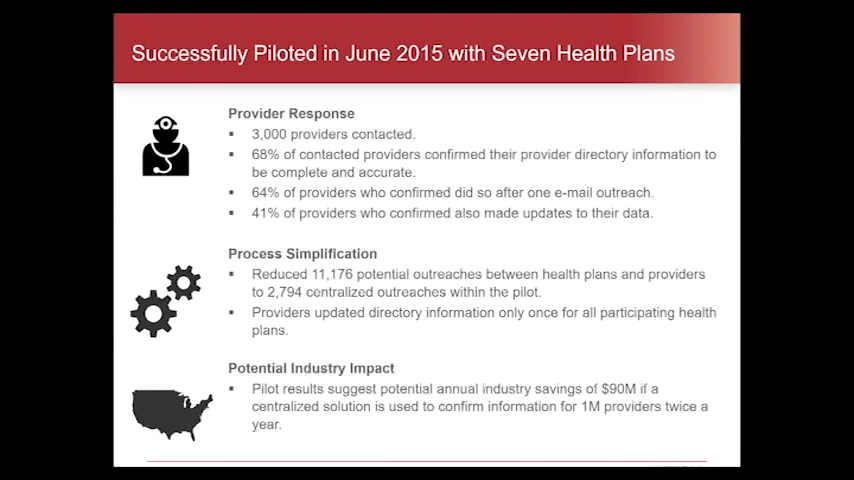 Successfully Piloted in June 2015 with Seven Health Plans
Provider Response
▪ 3,000 providers contacted.
▪ 68% of contacted providers confirmed their provider directory information to
be complete and accurate.
▪ 64% of providers who confirmed did so after one e-mail outreach.
▪ 41% of providers who confirmed also made updates to their data.
Process Simplification
▪ Reduced 11,176 potential outreaches between health plans and providers
to 2,794 centralized outreaches within the pilot.
▪ Providers updated directory information only once for all participating health
plans.
Potential Industry Impact
▪ Pilot results suggest potential annual industry savings of $90M if a
centralized solution is used to confirm information for 1M providers twice a
year.